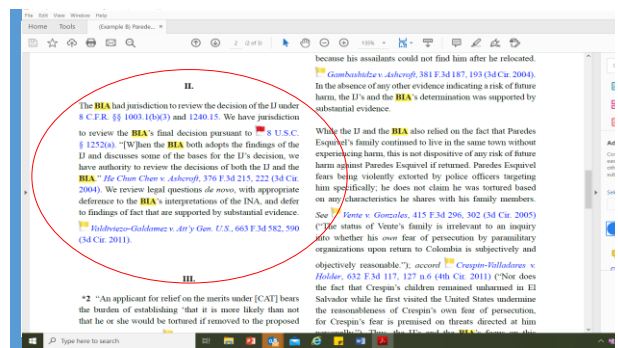 File Edit View Window Help
Home Tools (Example B) Parede... ×
2 (2 of 3) 135%
II.
The BIA had jurisdiction to review the decision of the IJ under
8 C.F.R. §§ 1003.1(b)(3) and 1240.15. We have jurisdiction
to review the BIA's final decision pursuant to 8 U.S.C.
§ 1252(a). “[W]hen the BIA both adopts the findings of the
IJ and discusses some of the bases for the IJ's decision, we
have authority to review the decisions of both the IJ and the
BIA.” He Chun Chen v. Ashcroft, 376 F.3d 215, 222 (3d Cir.
2004). We review legal questions de novo, with appropriate
deference to the BIA's interpretations of the INA, and defer
to findings of fact that are supported by substantial evidence.
Valdiviezo-Galdamez v. Att'y Gen. U.S., 663 F.3d 582, 590
(3d Cir. 2011).
III.
*2 “An applicant for relief on the merits under [CAT] bears
the burden of establishing ‘that it is more likely than not
that he or she would be tortured if removed to the proposed
because his assailants could not find him after he relocated.
Gambashidze v. Ashcroft, 381 F.3d 187, 193 (3d Cir. 2004).
In the absence of any other evidence indicating a risk of future
harm, the IJ's and the BIA's determination was supported by
substantial evidence.
While the IJ and the BIA also relied on the fact that Paredes
Esquivel's family continued to live in the same town without
experiencing harm, this is not dispositive of any risk of future
harm against Paredes Esquivel if returned. Paredes Esquivel
fears being violently extorted by police officers targeting
him specifically; he does not claim he was tortured based
on any characteristics he shares with his family members.
See Vente v. Gonzales, 415 F.3d 296, 302 (3d Cir. 2005)
(“The status of Vente's family is irrelevant to an inquiry
into whether his own fear of persecution by paramilitary
organizations upon return to Colombia is subjectively and
objectively reasonable.”); accord Crespin-Valladares v.
Holder, 632 F.3d 117, 127 n.6 (4th Cir. 2011) (“Nor does
the fact that Crespin's children remained unharmed in El
Salvador while he first visited the United States undermine
the reasonableness of Crespin's own fear of persecution,
for Crespin's fear is premised on threats directed at him
personally.”). Thus, the IJ's and the BIA's focus on this
Type here to search